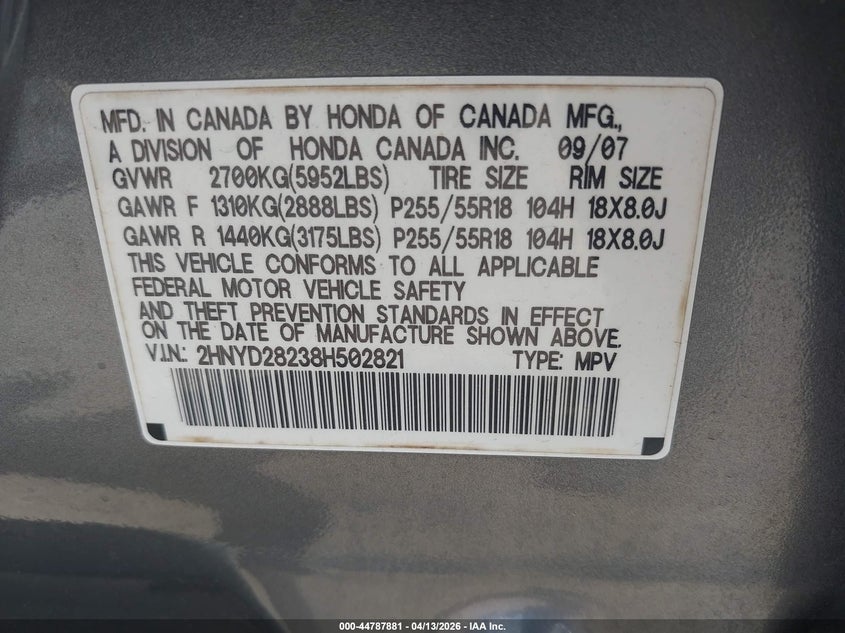 MFD. IN CANADA BY HONDA OF CANADA MFG.,
A DIVISION OF HONDA CANADA INC. 09/07
GVWR 2700KG(5952LBS) TIRE SIZE RIM SIZE
GAWR F 1310KG(2888LBS) P255/55R18 104H 18X8.0J
GAWR R 1440KG(3175LBS) P255/55R18 104H 18X8.0J
THIS VEHICLE CONFORMS TO ALL APPLICABLE
FEDERAL MOTOR VEHICLE SAFETY
AND THEFT PREVENTION STANDARDS IN EFFECT
ON THE DATE OF MANUFACTURE SHOWN ABOVE.
V.I.N.: 2HNYD28238H502821 TYPE: MPV
000-44787881 - 04/13/2026 - IAA Inc.